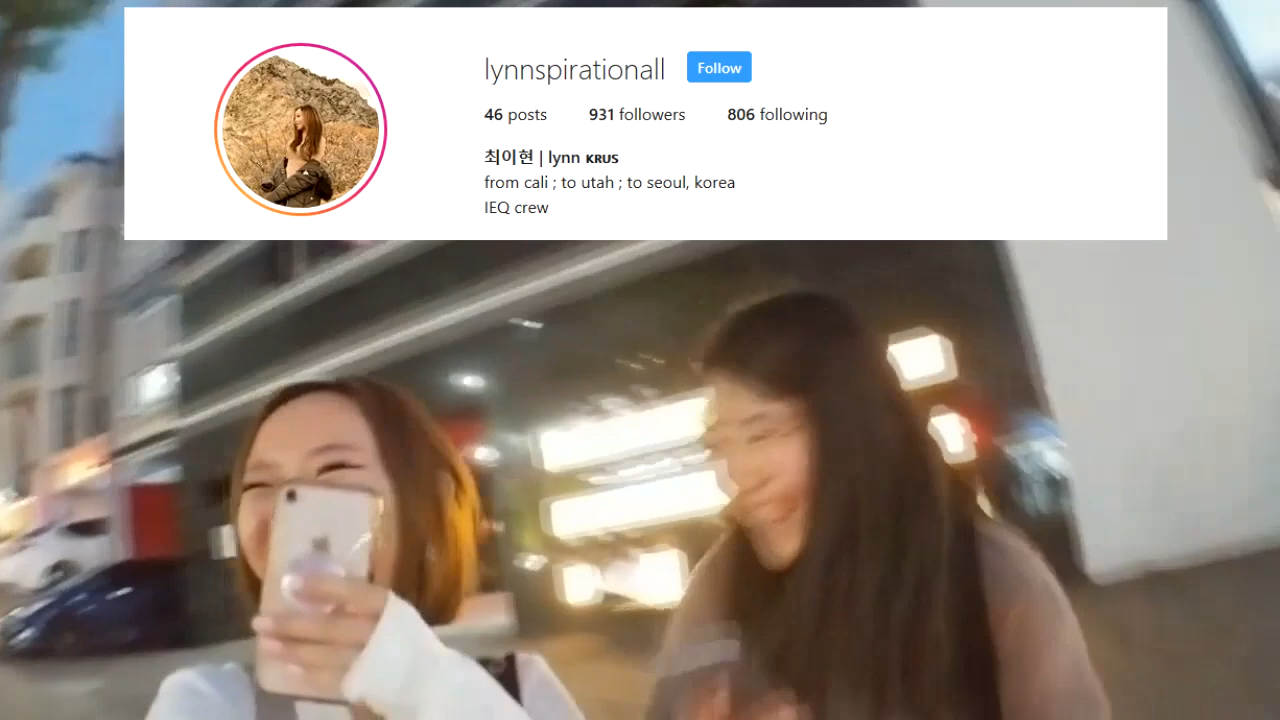 lynnspirationall Follow
46 posts 931 followers 806 following
최이현 | lynn ᴋʀᴜs
from cali ; to utah ; to seoul, korea
IEQ crew